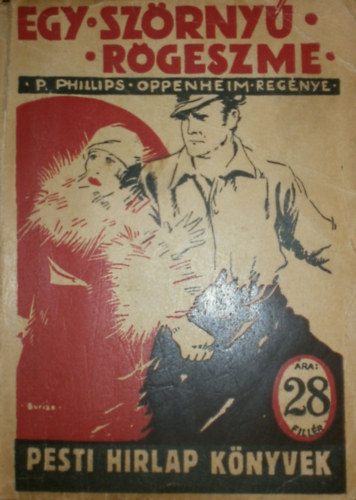 EGY·SZÖRNYŰ·
·RÖGESZME·
·P. PHILLIPS·OPPENHEIM·REGÉNYE·
ÁRA:
28
FILLÉR
PESTI HIRLAP KÖNYVEK